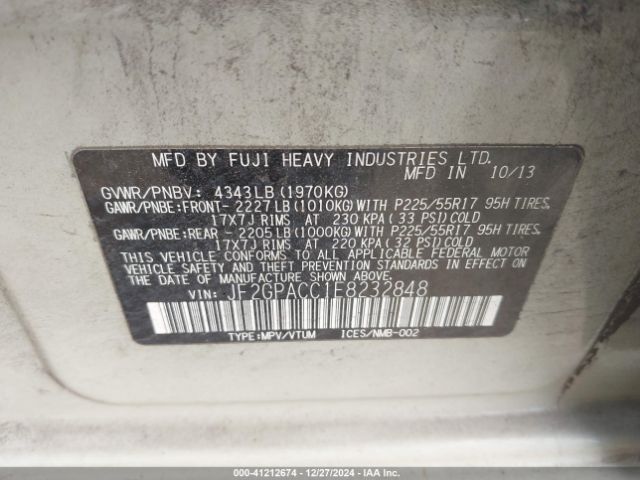 MFD BY FUJI HEAVY INDUSTRIES LTD.
MFD IN 10/13
GVWR/PNBV: 4343LB (1970KG)
GAWR/PNBE:FRONT- 2227LB (1010KG)WITH P225/55R17 95H TIRES,
17X7J RIMS AT 230 KPA (33 PSI)COLD
GAWR/PNBE:REAR - 2205LB (1000KG)WITH P225/55R17 95H TIRES,
17X7J RIMS AT 220 KPA (32 PSI)COLD
THIS VEHICLE CONFORMS TO ALL APPLICABLE FEDERAL MOTOR
VEHICLE SAFETY AND THEFT PREVENTION STANDARDS IN EFFECT ON
THE DATE OF MANUFACTURE SHOWN ABOVE.
VIN: JF2GPACC1E8232848
TYPE:MPV/VTUM ICES/NMB-002
000-41212674 - 12/27/2024 - IAAI.com